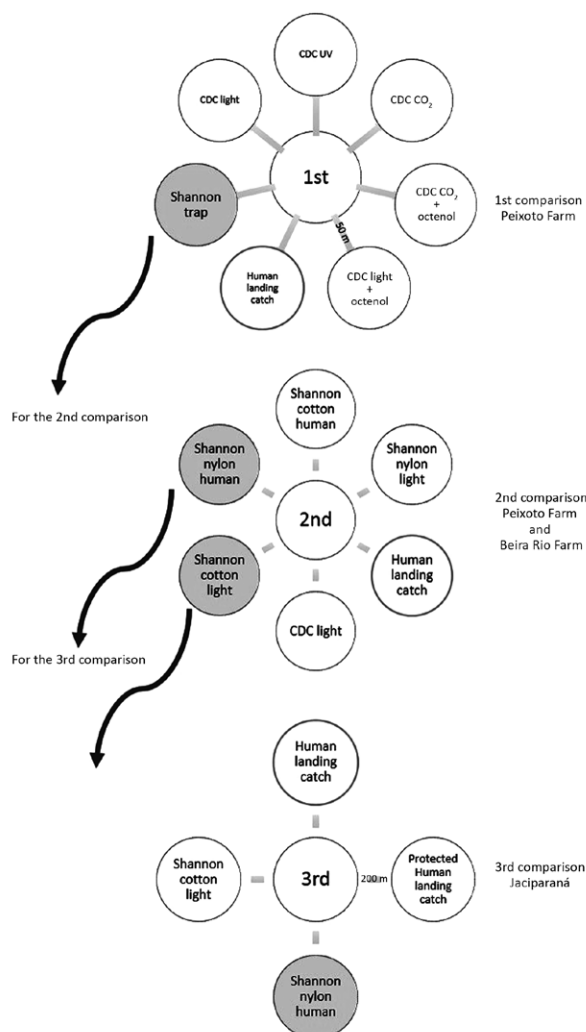 CDC UV
CDC light
CDC CO₂
1st
Shannon
trap
CDC CO₂
+
octenol
1st comparison
Peixoto Farm
50 m
Human
landing
catch
CDC light
+
octenol
For the 2nd comparison
Shannon
cotton
human
Shannon
nylon
human
Shannon
nylon
light
2nd
2nd comparison
Peixoto Farm
and
Beira Rio Farm
Shannon
cotton
light
Human
landing
catch
CDC light
For the 3rd comparison
Human
landing
catch
Shannon
cotton
light
3rd
200 m
Protected
Human
landing
catch
3rd comparison
Jaciparaná
Shannon
nylon
human